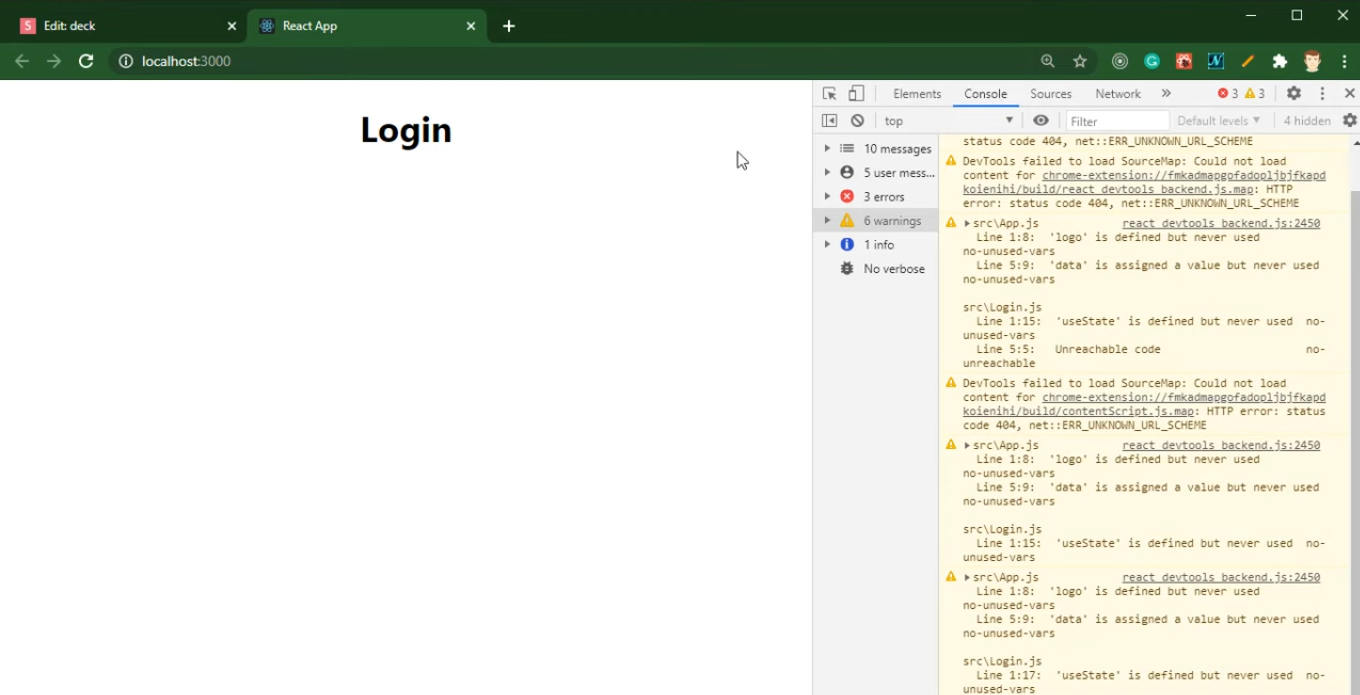 S Edit: deck
React App
localhost:3000
Login
Elements Console Sources Network 3 3
top Filter Default levels 4 hidden
10 messages
5 user mess...
3 errors
6 warnings
1 info
No verbose
status code 404, net::ERR_UNKNOWN_URL_SCHEME
DevTools failed to load SourceMap: Could not load
content for chrome-extension://fmkadmapgofadopljbjfkapd
koienihi/build/react_devtools_backend.js.map: HTTP
error: status code 404, net::ERR_UNKNOWN_URL_SCHEME
src\App.js react_devtools_backend.js:2450
Line 1:8: 'logo' is defined but never used
no-unused-vars
Line 5:9: 'data' is assigned a value but never used
no-unused-vars
src\Login.js
Line 1:15: 'useState' is defined but never used no-
unused-vars
Line 5:5: Unreachable code no-
unreachable
DevTools failed to load SourceMap: Could not load
content for chrome-extension://fmkadmapgofadopljbjfkapd
koienihi/build/contentScript.js.map: HTTP error: status
code 404, net::ERR_UNKNOWN_URL_SCHEME
src\App.js react_devtools_backend.js:2450
Line 1:8: 'logo' is defined but never used
no-unused-vars
Line 5:9: 'data' is assigned a value but never used
no-unused-vars
src\Login.js
Line 1:15: 'useState' is defined but never used no-
unused-vars
src\App.js react_devtools_backend.js:2450
Line 1:8: 'logo' is defined but never used
no-unused-vars
Line 5:9: 'data' is assigned a value but never used
no-unused-vars
src\Login.js
Line 1:17: 'useState' is defined but never used no-
unused-vars